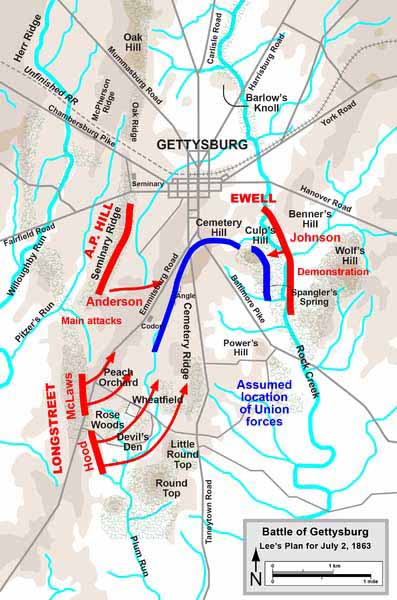 Herr Ridge
Oak
Hill
Carlisle Road
Harrisburg Road
Mummasburg Road
Unfinished RR
McPherson
Ridge
Oak Ridge
Chambersburg Pike
Barlow's
Knoll
York Road
GETTYSBURG
Seminary
Hanover Road
EWELL
Benner's
Hill
Cemetery
Hill
Culp's
Hill
Johnson
Wolf's
Hill
Demonstration
A.P. HILL
Seminary Ridge
Fairfield Road
Willoughby Run
Emmitsburg Road
Anderson
Angle
Baltimore Pike
Spangler's
Spring
Pitzer's Run
Main attacks
Codori
Cemetery Ridge
Power's
Hill
Rock Creek
Peach
Orchard
LONGSTREET
McLaws
Wheatfield
Assumed
location
of Union
forces
Rose
Woods
Devil's
Den
Hood
Little
Round
Top
Round
Top
Taneytown Road
Plum Run
Battle of Gettysburg
Lee's Plan for July 2, 1863
N
0
1 km
0
1 mile